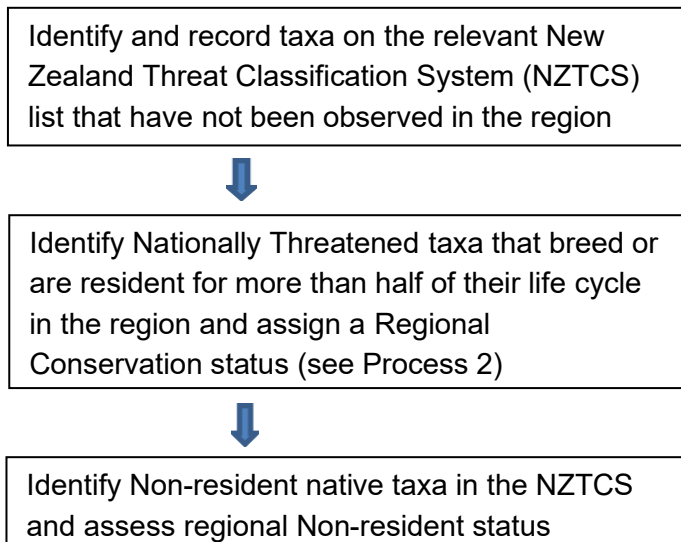 Identify and record taxa on the relevant New
Zealand Threat Classification System (NZTCS)
list that have not been observed in the region
Identify Nationally Threatened taxa that breed or
are resident for more than half of their life cycle
in the region and assign a Regional
Conservation status (see Process 2)
Identify Non-resident native taxa in the NZTCS
and assess regional Non-resident status